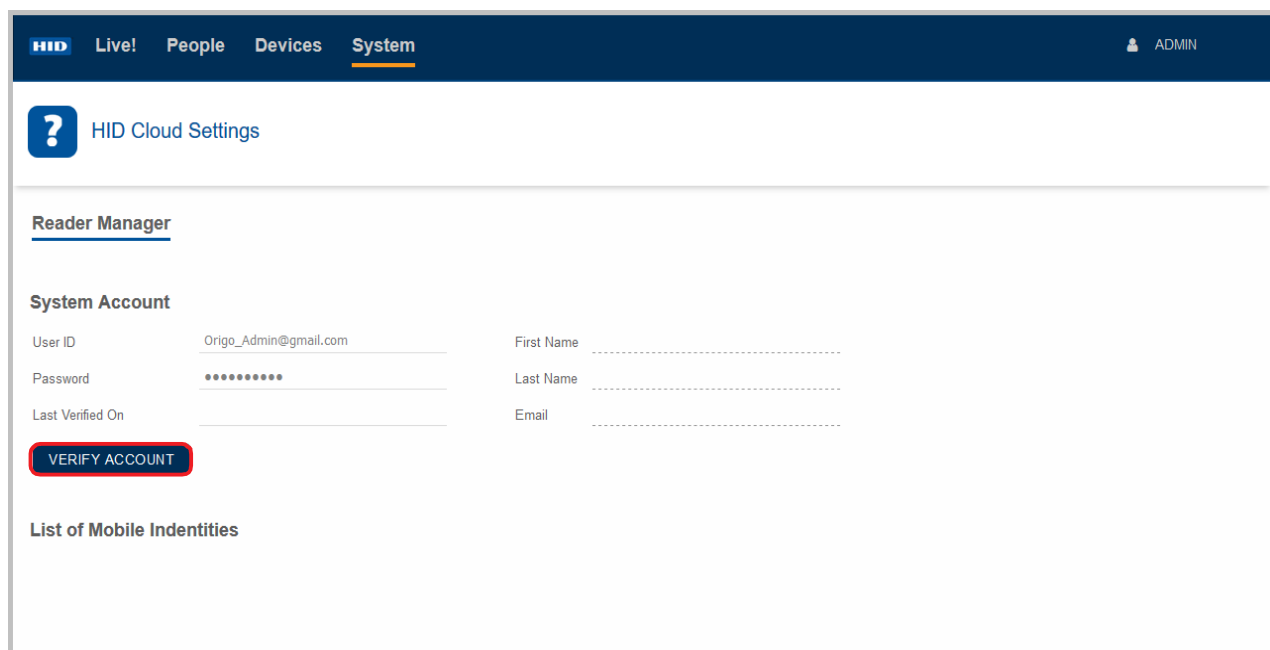 HID Live! People Devices System ADMIN
? HID Cloud Settings
Reader Manager
System Account
User ID Origo_Admin@gmail.com First Name
Password •••••••••• Last Name
Last Verified On Email
VERIFY ACCOUNT
List of Mobile Indentities